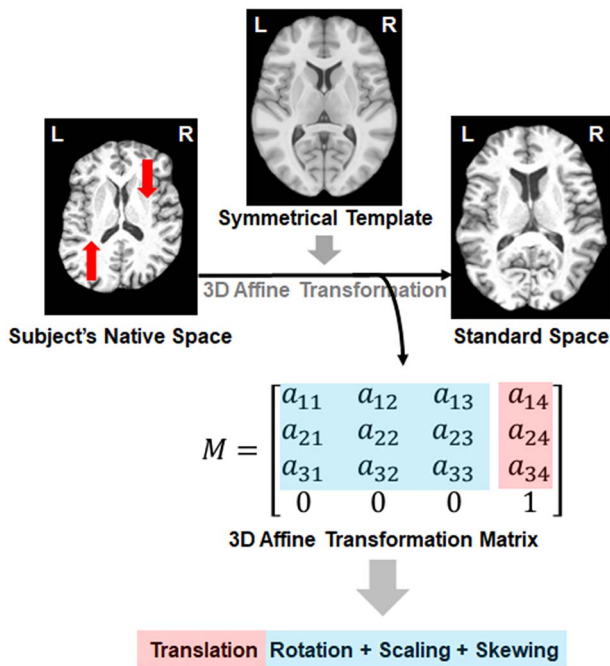 L R
L R
L R
Symmetrical Template
3D Affine Transformation
Subject's Native Space
Standard Space
M = [a₁₁ a₁₂ a₁₃ a₁₄
a₂₁ a₂₂ a₂₃ a₂₄
a₃₁ a₃₂ a₃₃ a₃₄
0 0 0 1]
3D Affine Transformation Matrix
Translation Rotation + Scaling + Skewing